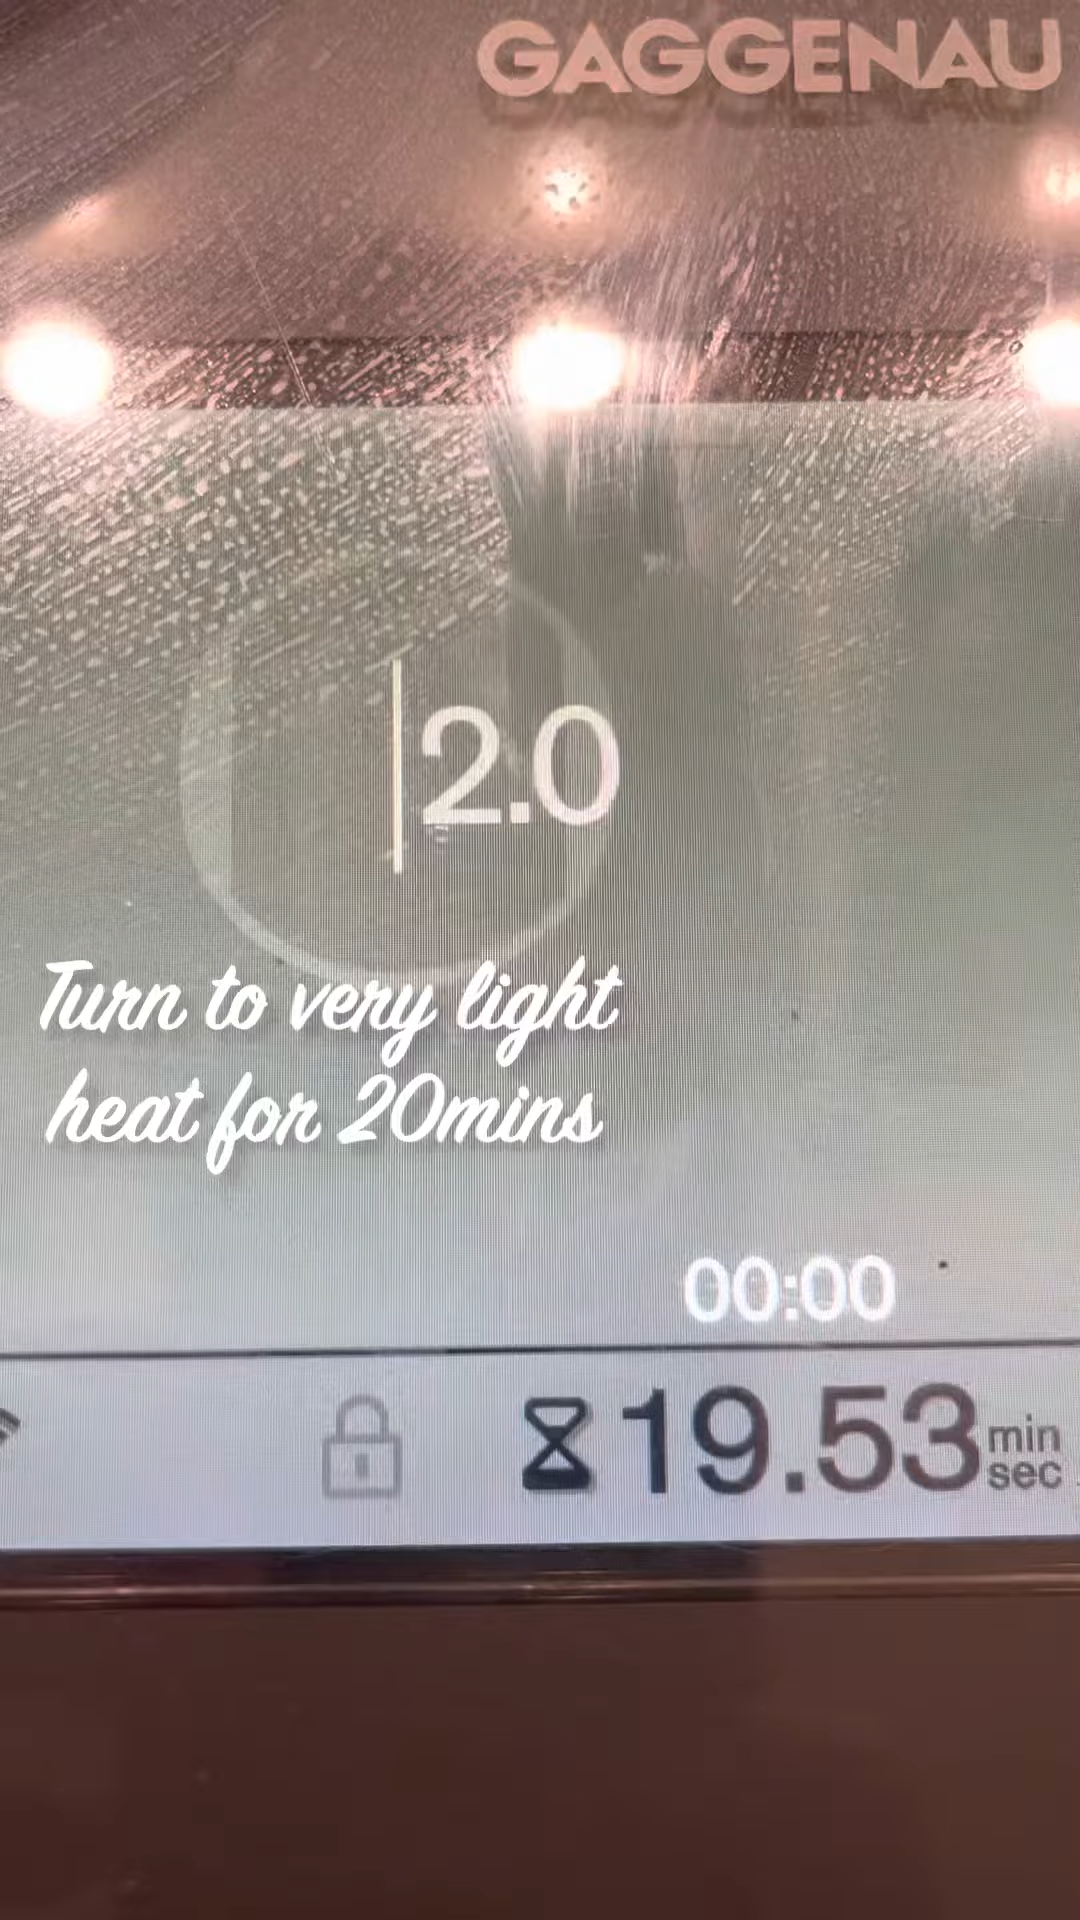 GAGGENAU
2.0
Turn to very light
heat for 20mins
00:00
19.53 min sec